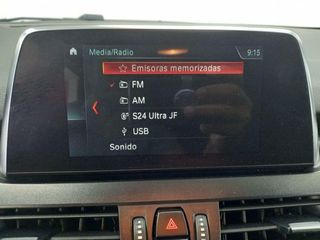 Media/Radio
9:15
Emisoras memorizadas
FM
AM
S24 Ultra JF
USB
Sonido